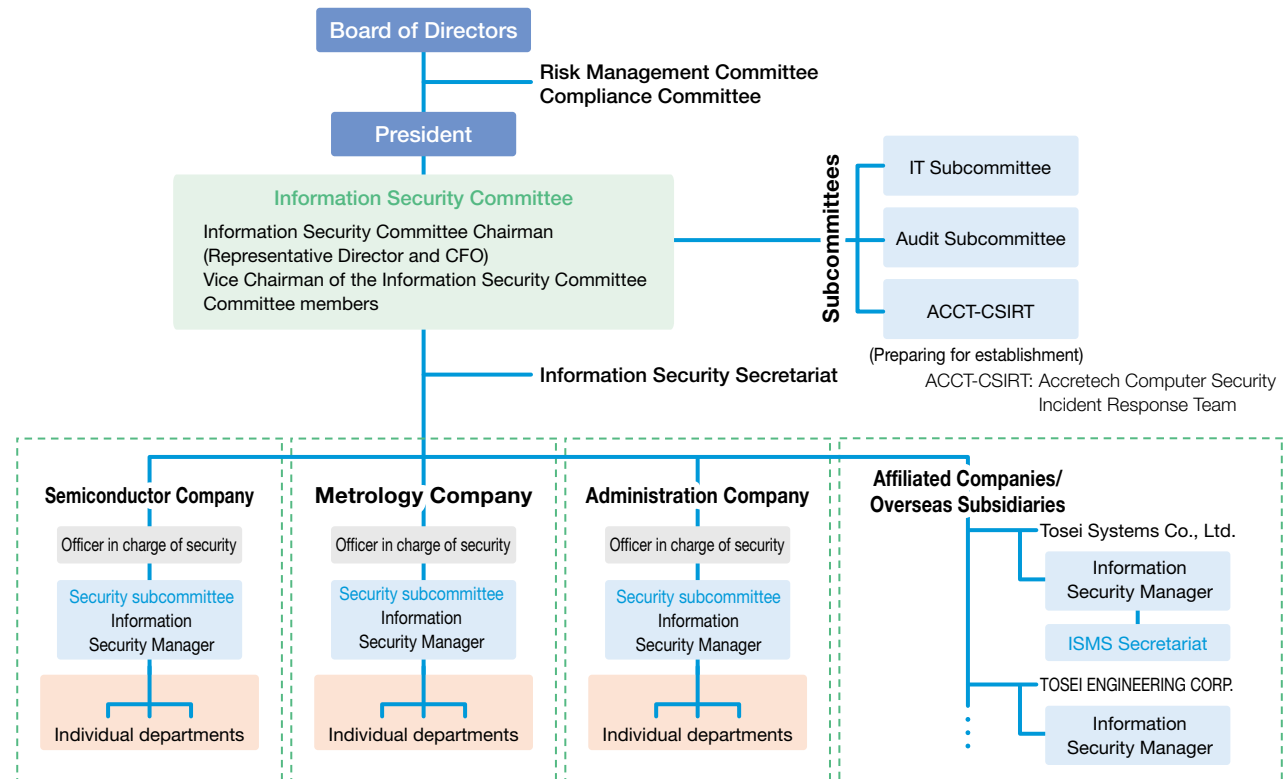 Board of Directors
Risk Management Committee
Compliance Committee
President
Information Security Committee
Information Security Committee Chairman
(Representative Director and CFO)
Vice Chairman of the Information Security Committee
Committee members
Subcommittees
IT Subcommittee
Audit Subcommittee
ACCT-CSIRT
(Preparing for establishment)
ACCT-CSIRT: Accretech Computer Security
Incident Response Team
Information Security Secretariat
Semiconductor Company
Officer in charge of security
Security subcommittee
Information
Security Manager
Individual departments
Metrology Company
Officer in charge of security
Security subcommittee
Information
Security Manager
Individual departments
Administration Company
Officer in charge of security
Security subcommittee
Information
Security Manager
Individual departments
Affiliated Companies/
Overseas Subsidiaries
Tosei Systems Co., Ltd.
Information
Security Manager
ISMS Secretariat
TOSEI ENGINEERING CORP.
Information
Security Manager